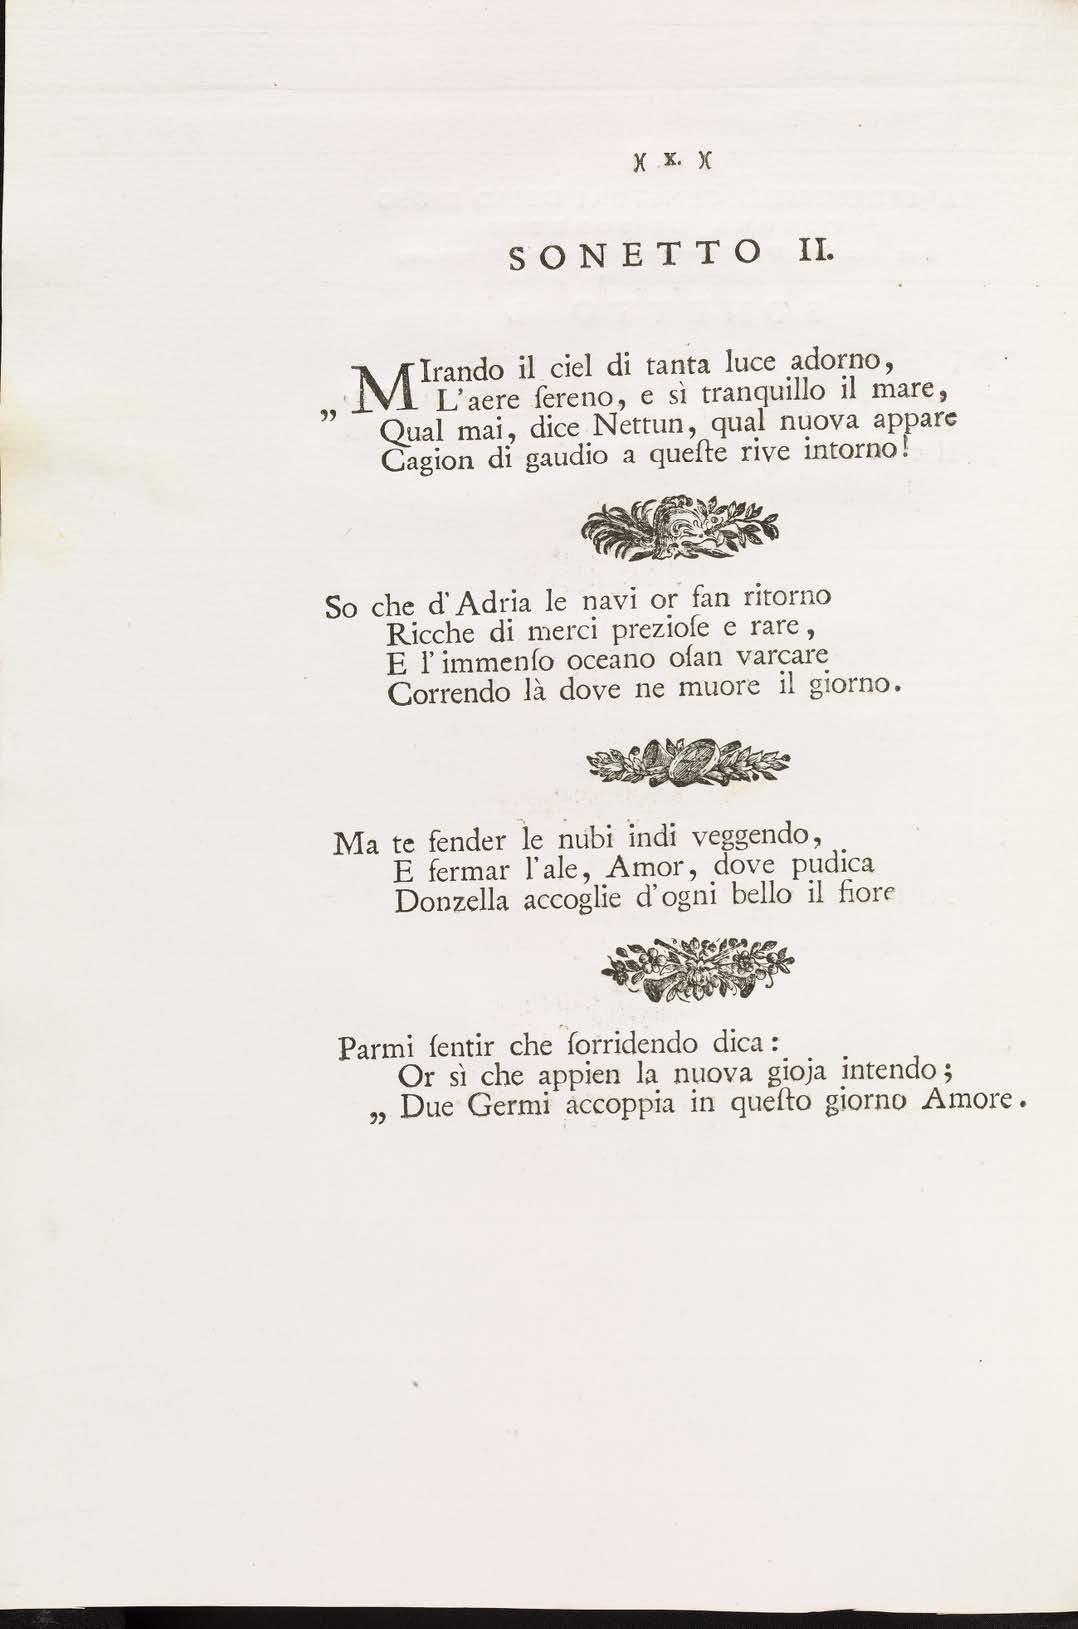 )( X. )(
SONETTO II.
MIrando il ciel di tanta luce adorno,
„ L'aere ſereno, e sì tranquillo il mare,
Qual mai, dice Nettun, qual nuova appare
Cagion di gaudio a queſte rive intorno!
So che d'Adria le navi or fan ritorno
Ricche di merci prezioſe e rare,
E l'immenſo oceano oſan varcare
Correndo là dove ne muore il giorno.
Ma te fender le nubi indi veggendo,
E fermar l'ale, Amor, dove pudica
Donzella accoglie d'ogni bello il fiore
Parmi ſentir che ſorridendo dica:
Or sì che appien la nuova gioja intendo;
„ Due Germi accoppia in queſto giorno Amore.